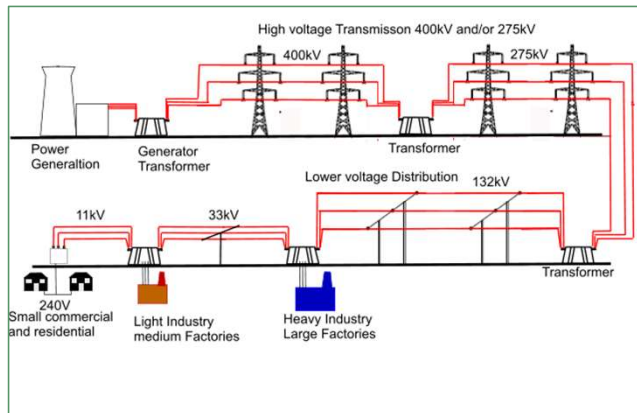 High voltage Transmisson 400kV and/or 275kV
400kV
275kV
Power
Generaltion
Generator
Transformer
Transformer
Lower voltage Distribution
132kV
11kV
33kV
Transformer
240V
Small commercial
and residential
Light Industry
medium Factories
Heavy Industry
Large Factories